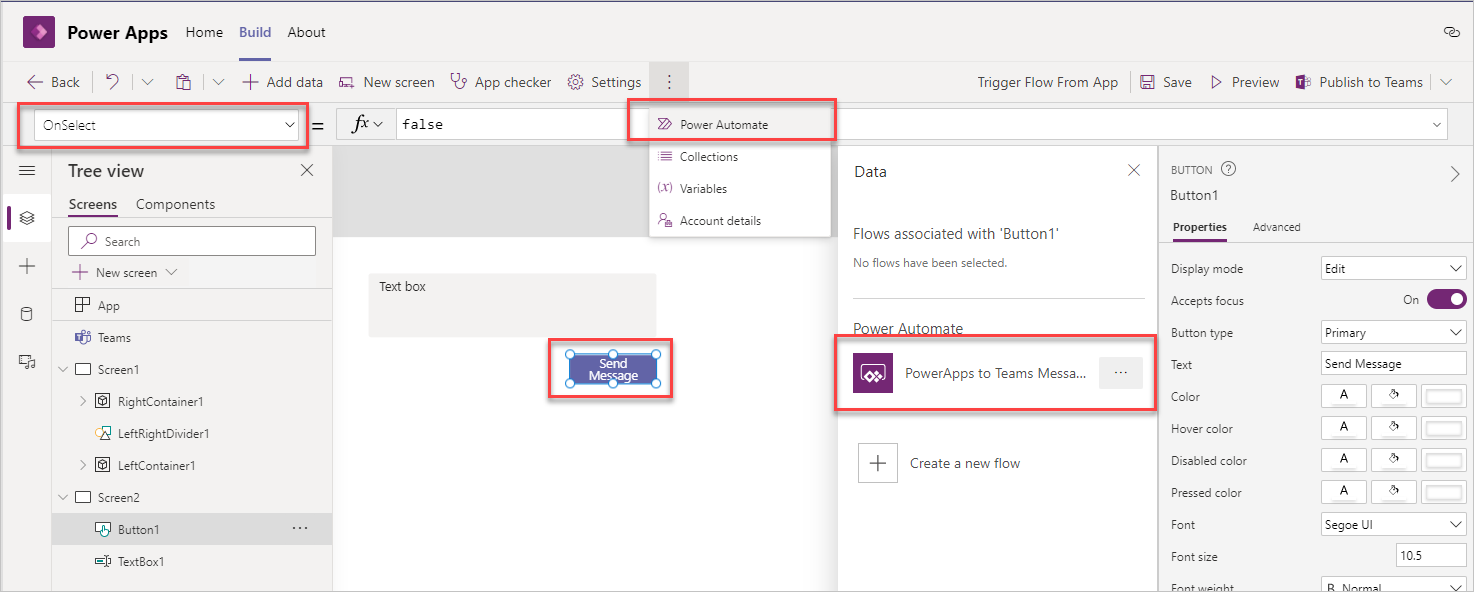 Power Apps Home Build About
Back Add data New screen App checker Settings Trigger Flow From App Save Preview Publish to Teams
OnSelect = fx false
Power Automate
Collections
Variables
Account details
Tree view
Screens Components
Search
New screen
App
Teams
Screen1
RightContainer1
LeftRightDivider1
LeftContainer1
Screen2
Button1 ...
TextBox1
Text box
Send
Message
Data
Flows associated with 'Button1'
No flows have been selected.
Power Automate
PowerApps to Teams Messa... ...
Create a new flow
BUTTON ?
Button1
Properties Advanced
Display mode Edit
Accepts focus On
Button type Primary
Text Send Message
Color A
Hover color A
Disabled color A
Pressed color A
Font Segoe UI
Font size 10.5
Font weight B Normal